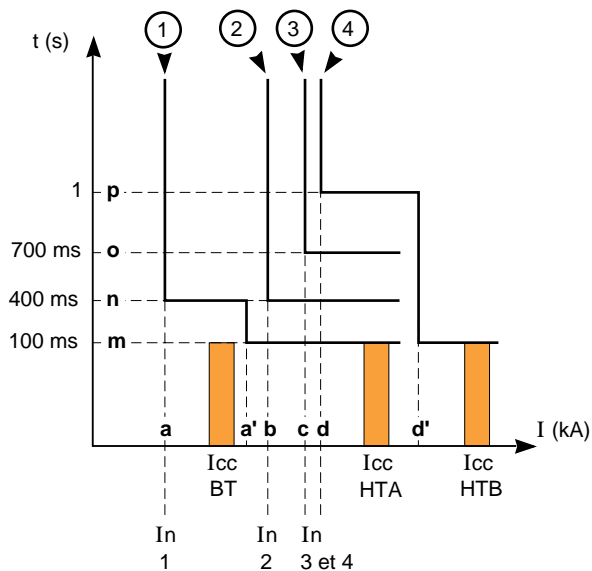 1 2 3 4
t (s)
1 p
700 ms o
400 ms n
100 ms m
a a' b c d d' I (kA)
Icc Icc Icc
BT HTA HTB
In In In
1 2 3 et 4